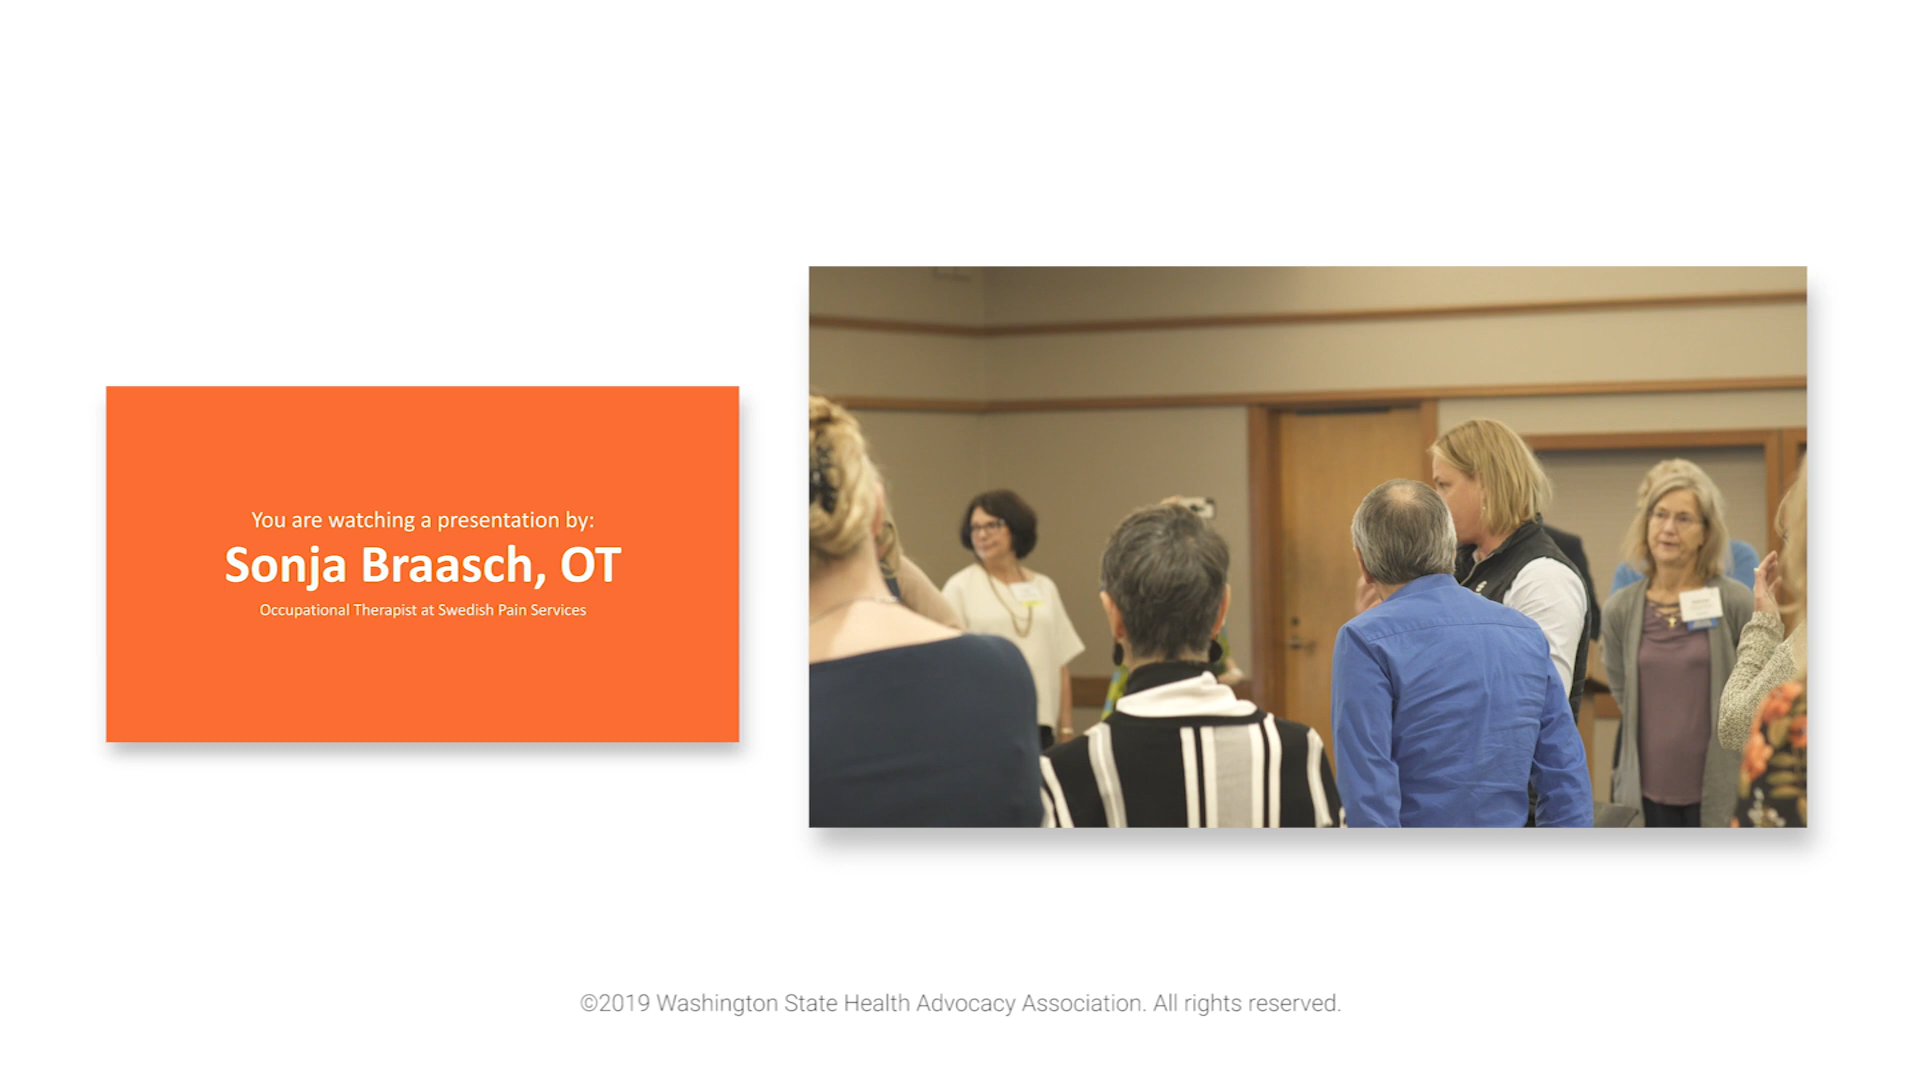 You are watching a presentation by:
Sonja Braasch, OT
Occupational Therapist at Swedish Pain Services
©2019 Washington State Health Advocacy Association. All rights reserved.